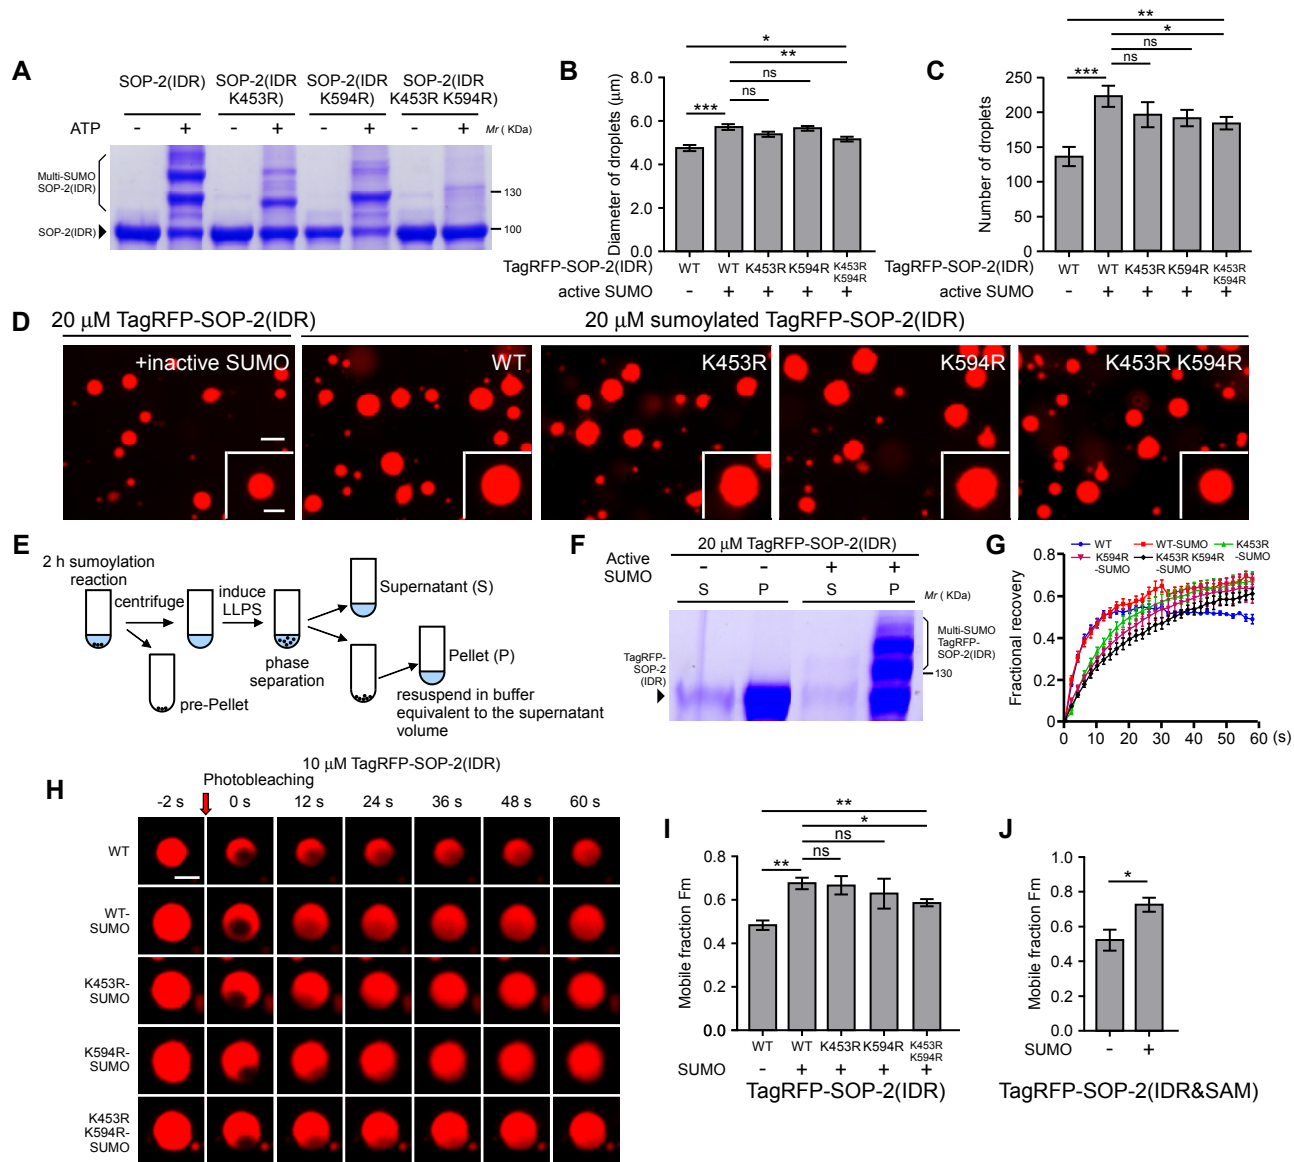 A
SOP-2(IDR)
SOP-2(IDR K453R)
SOP-2(IDR K594R)
SOP-2(IDR K453R K594R)
ATP - + - + - + - + Mr ( KDa)
Multi-SUMO
SOP-2(IDR)
130
SOP-2(IDR)
100
B
*
**
ns
ns
***
Diameter of droplets (μm)
8.0
6.0
4.0
2.0
0.0
TagRFP-SOP-2(IDR) WT WT K453R K594R K453R K594R
active SUMO - + + + +
C
**
*
ns
ns
***
Number of droplets
250
200
150
100
50
0
TagRFP-SOP-2(IDR) WT WT K453R K594R K453R K594R
active SUMO - + + + +
D
20 μM TagRFP-SOP-2(IDR)
20 μM sumoylated TagRFP-SOP-2(IDR)
+inactive SUMO
WT
K453R
K594R
K453R K594R
E
2 h sumoylation
reaction
centrifuge
induce
LLPS
phase
separation
pre-Pellet
Supernatant (S)
Pellet (P)
resuspend in buffer
equivalent to the supernatant
volume
F
20 μM TagRFP-SOP-2(IDR)
Active
SUMO
- - + +
S P S P
Mr ( KDa)
Multi-SUMO
TagRFP-
SOP-2(IDR)
130
TagRFP-
SOP-2
(IDR)
G
WT
WT-SUMO
K453R
-SUMO
K594R
-SUMO
K453R K594R
-SUMO
Fractional recovery
0.8
0.6
0.4
0.2
0
0 10 20 30 40 50 60 (s)
H
10 μM TagRFP-SOP-2(IDR)
Photobleaching
-2 s 0 s 12 s 24 s 36 s 48 s 60 s
WT
WT-
SUMO
K453R-
SUMO
K594R-
SUMO
K453R
K594R-
SUMO
I
**
*
ns
ns
**
Mobile fraction Fm
0.8
0.6
0.4
0.2
0.0
WT WT K453R K594R K453R K594R
SUMO - + + + +
TagRFP-SOP-2(IDR)
J
*
Mobile fraction Fm
1.0
0.8
0.6
0.4
0.2
0.0
SUMO - +
TagRFP-SOP-2(IDR&SAM)